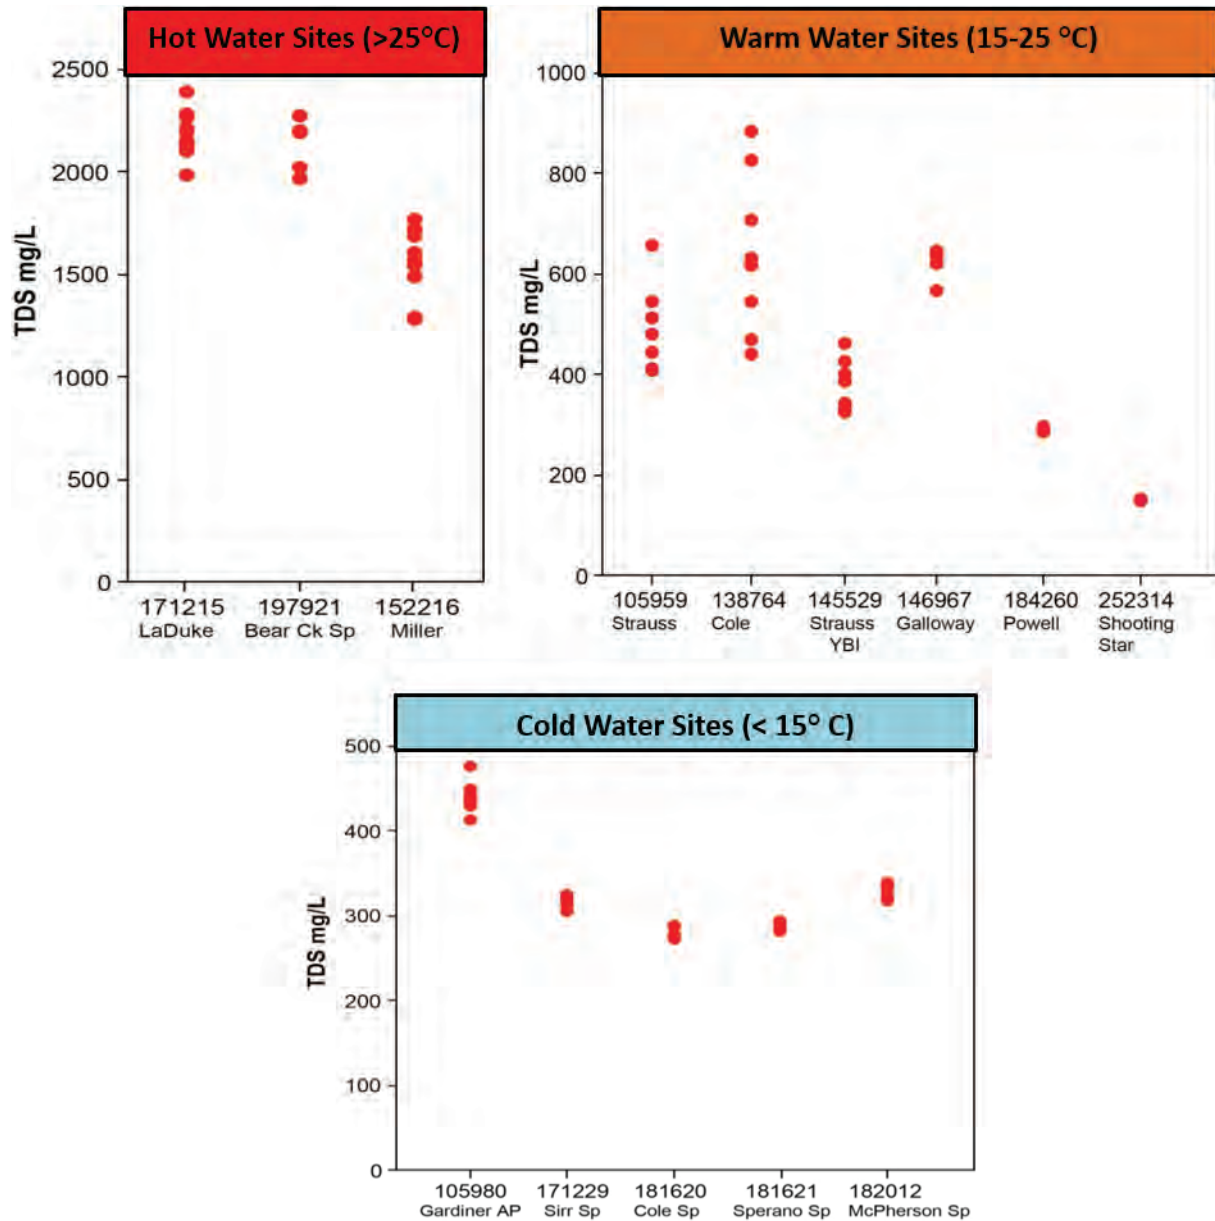 Hot Water Sites (>25°C)
2500
2000
1500
1000
500
0
TDS mg/L
171215 197921 152216
LaDuke Bear Ck Sp Miller
Warm Water Sites (15-25 °C)
1000
800
600
400
200
0
TDS mg/L
105959 138764 145529 146967 184260 252314
Strauss Cole Strauss Galloway Powell Shooting
YBI Star
Cold Water Sites (< 15° C)
500
400
300
200
100
0
TDS mg/L
105980 171229 181620 181621 182012
Gardiner AP Sirr Sp Cole Sp Sperano Sp McPherson Sp